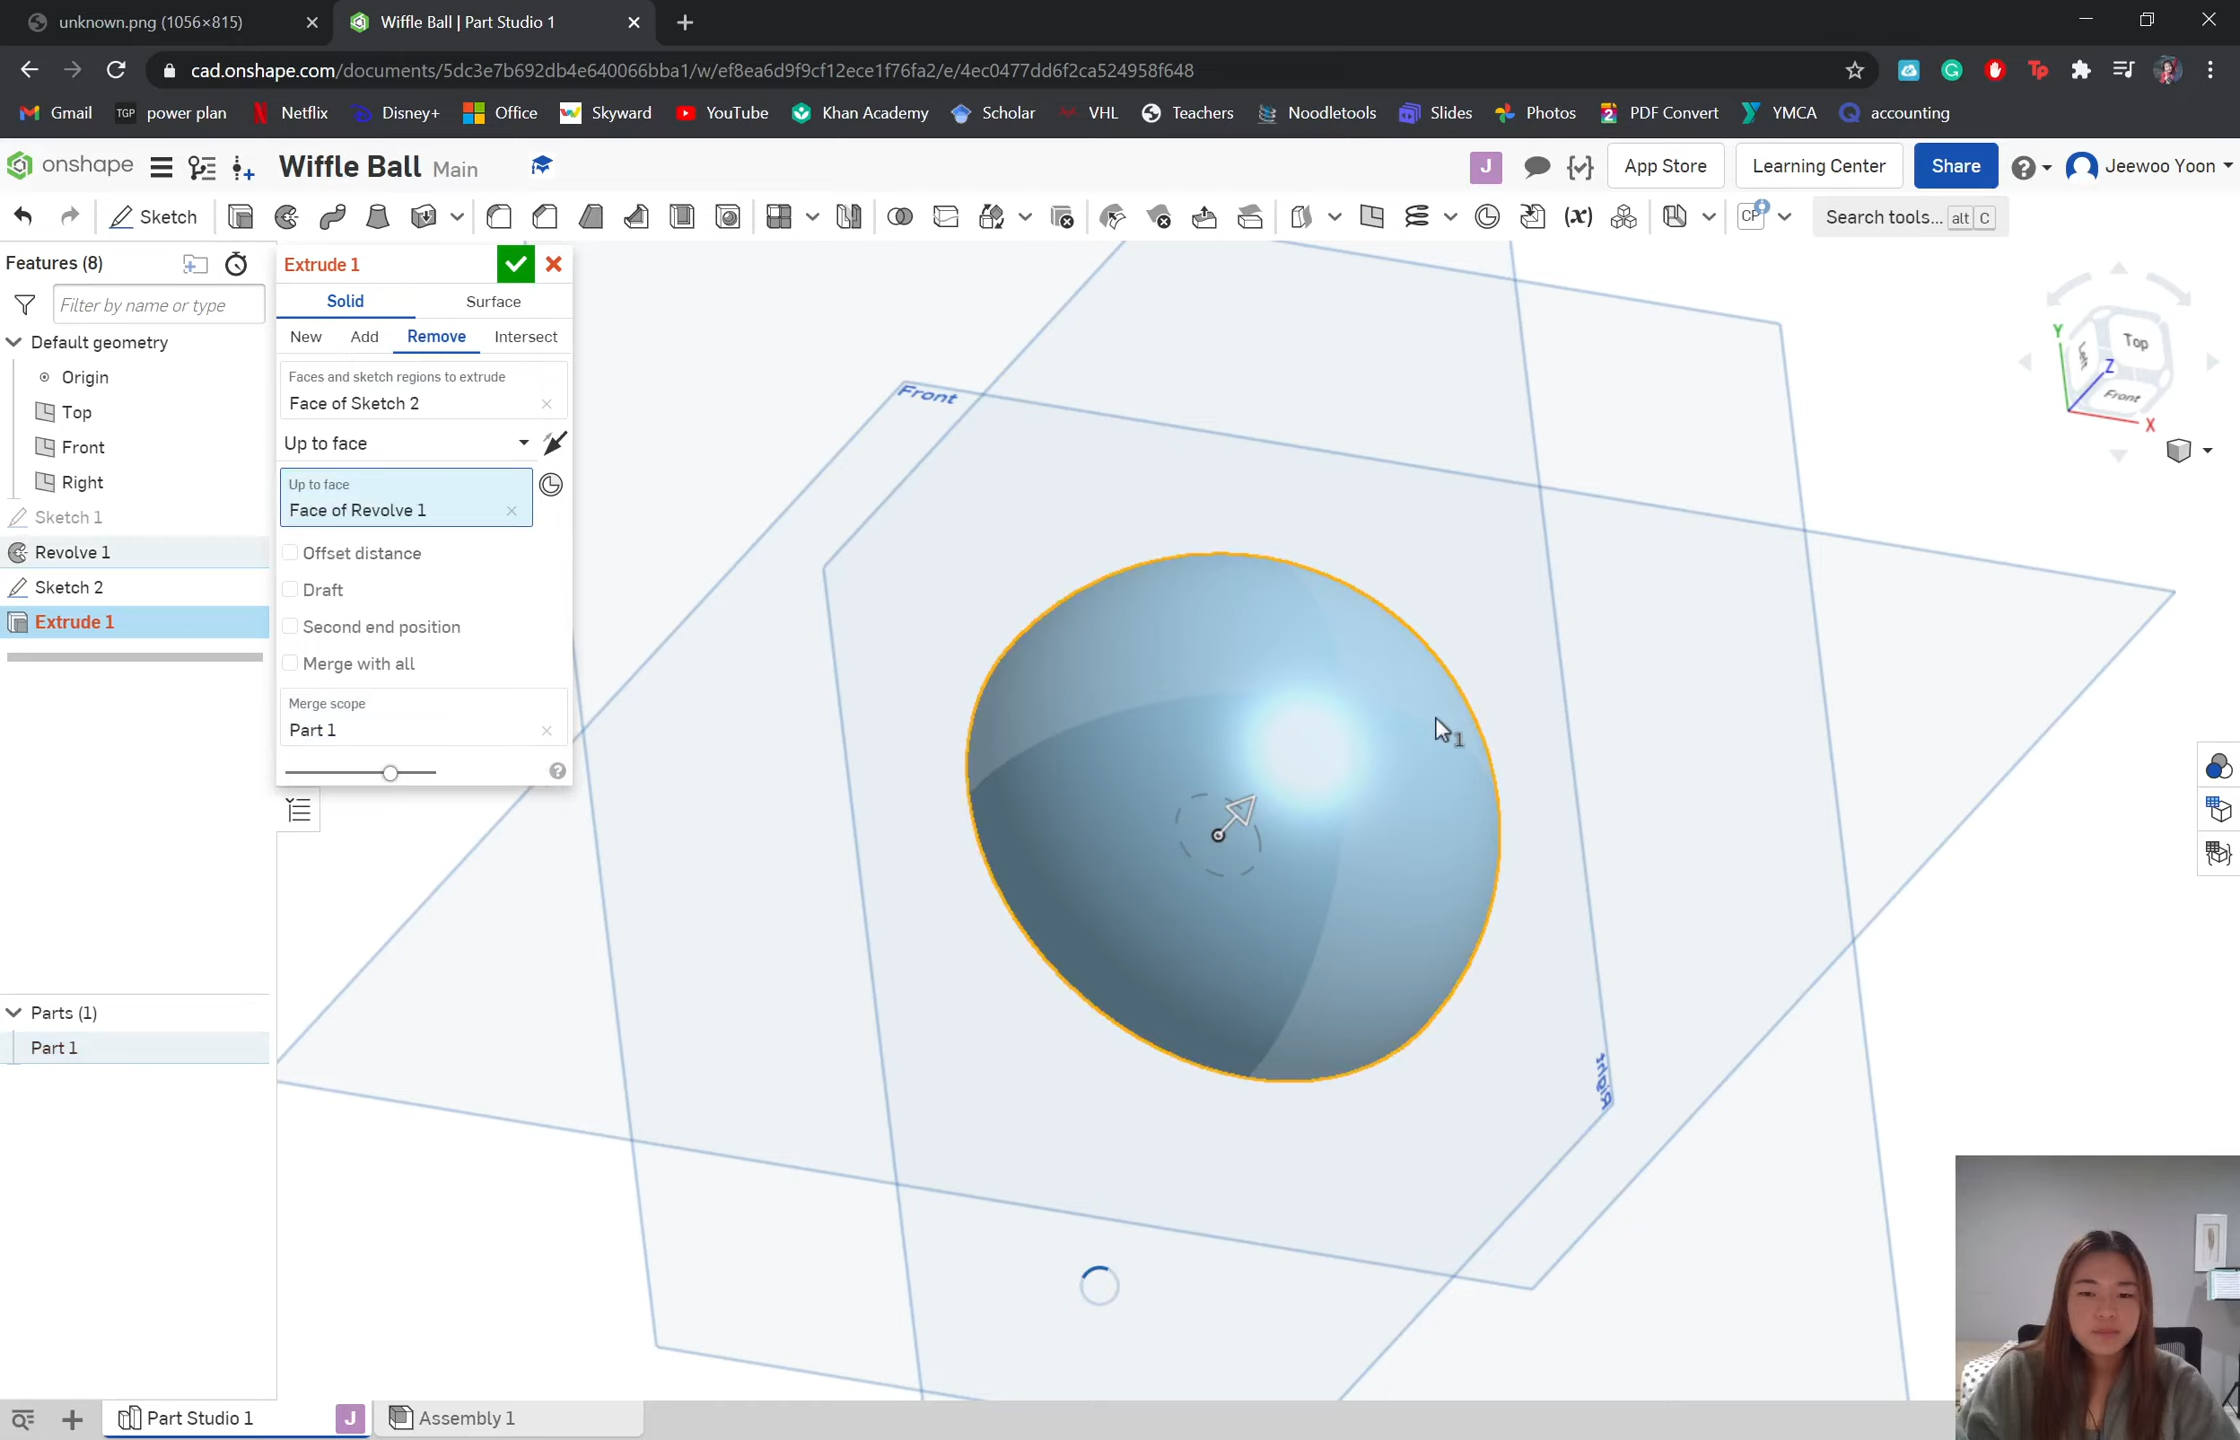 unknown.png (1056×815)
Wiffle Ball | Part Studio 1
cad.onshape.com/documents/5dc3e7b692db4e640066bba1/w/ef8ea6d9f9cf12ece1f76fa2/e/4ec0477dd6f2ca524958f648
Gmail
TGP power plan
Netflix
Disney+
Office
Skyward
YouTube
Khan Academy
Scholar
VHL
Teachers
Noodletools
Slides
Photos
PDF Convert
YMCA
accounting
onshape
Wiffle Ball Main
J
App Store
Learning Center
Share
Jeewoo Yoon
Sketch
(x)
CP
Search tools... alt C
Features (8)
Filter by name or type
Default geometry
Origin
Top
Front
Right
Sketch 1
Revolve 1
Sketch 2
Extrude 1
Parts (1)
Part 1
Extrude 1
Solid
Surface
New
Add
Remove
Intersect
Faces and sketch regions to extrude
Face of Sketch 2
Up to face
Up to face
Face of Revolve 1
Offset distance
Draft
Second end position
Merge with all
Merge scope
Part 1
Front
Right
1
Y
Top
Left
Z
Front
X
Part Studio 1
J
Assembly 1